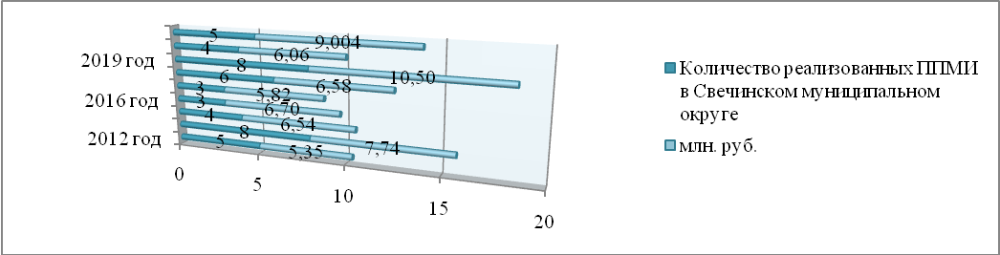 5 9,004
4 6,06
2019 год 8 10,50
6 6,58
3 5,82
2016 год 3 6,70
4 6,54
8 7,74
2012 год 5 5,35
0 5 10 15 20
Количество реализованных ППМИ
в Свечинском муниципальном
округе
млн. руб.